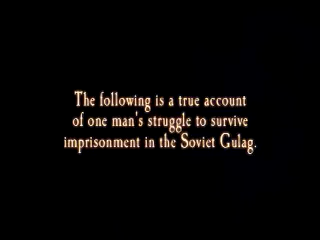 The following is a true account
of one man's struggle to survive
imprisonment in the Soviet Gulag.